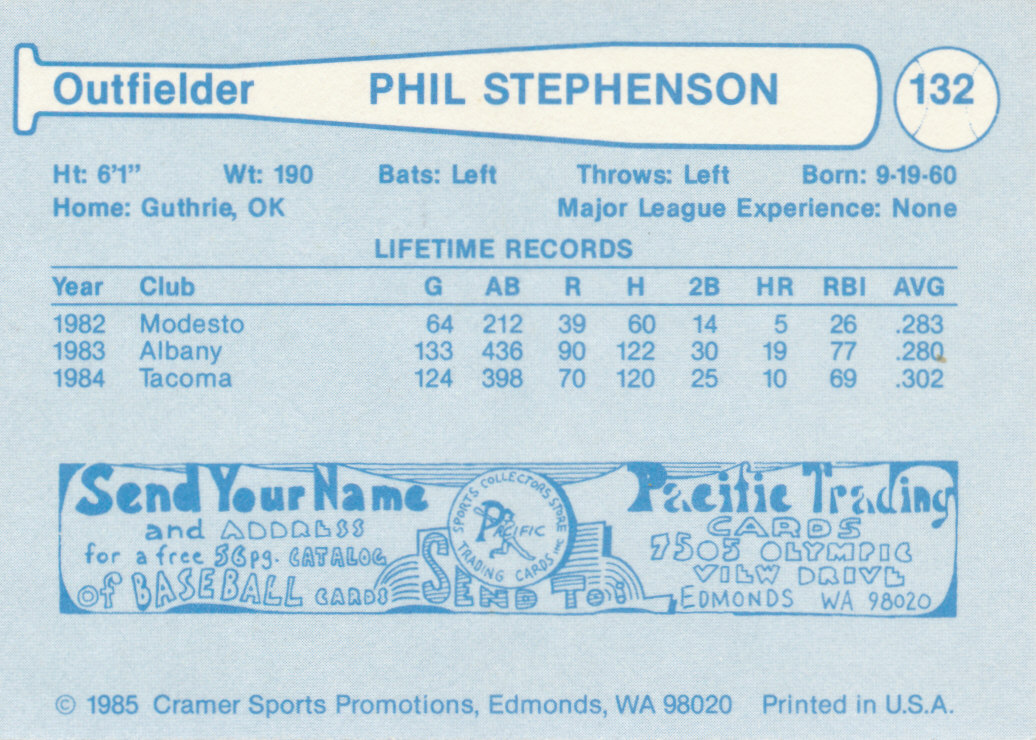 Outfielder PHIL STEPHENSON 132
Ht: 6'1" Wt: 190 Bats: Left Throws: Left Born: 9-19-60
Home: Guthrie, OK Major League Experience: None
LIFETIME RECORDS
Year Club G AB R H 2B HR RBI AVG
1982 Modesto 64 212 39 60 14 5 26 .283
1983 Albany 133 436 90 122 30 19 77 .280
1984 Tacoma 124 398 70 120 25 10 69 .302
Send Your Name
and ADDRESS
for a free 56pg. CATALOG
of BASEBALL CARDS
SEND TO:
SPORTS COLLECTORS STORE
PACIFIC
TRADING CARDS INC
Pacific Trading
CARDS
7505 OLYMPIC
VIEW DRIVE
EDMONDS WA 98020
© 1985 Cramer Sports Promotions, Edmonds, WA 98020 Printed in U.S.A.